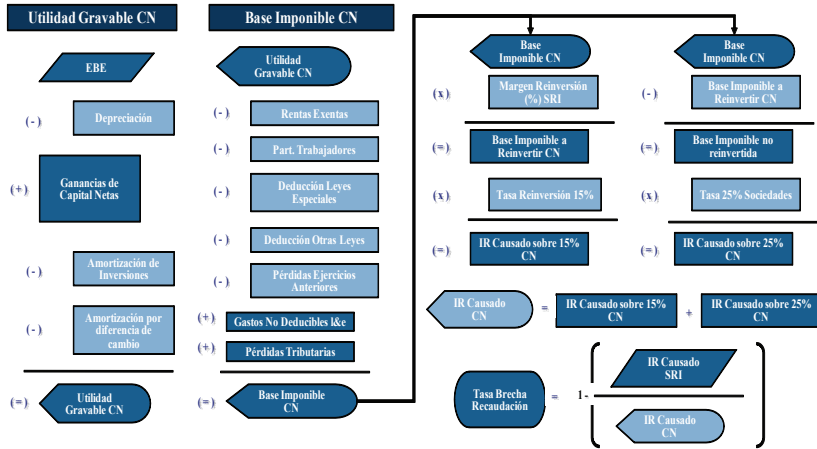 Utilidad Gravable CN
EBE
(-)
Depreciación
(+)
Ganancias de
Capital Netas
(-)
Amortización de
Inversiones
(-)
Amortización por
diferencia de
cambio
(=)
Utilidad
Gravable CN
Base Imponible CN
Utilidad
Gravable CN
(-)
Rentas Exentas
(-)
Part. Trabajadores
(-)
Deducción Leyes
Especiales
(-)
Deducción Otras Leyes
(-)
Pérdidas Ejercicios
Anteriores
(+)
Gastos No Deducibles l&e
(+)
Pérdidas Tributarias
(=)
Base Imponible
CN
Base
Imponible CN
(x)
Margen Reinversión
(%) SRI
(=)
Base Imponible a
Reinvertir CN
(x)
Tasa Reinversión 15%
(=)
IR Causado sobre 15%
CN
Base
Imponible CN
(-)
Base Imponible a
Reinvertir CN
(=)
Base Imponible no
reinvertida
(x)
Tasa 25% Sociedades
(=)
IR Causado sobre 25%
CN
IR Causado
CN
=
IR Causado sobre 15%
CN
+
IR Causado sobre 25%
CN
Tasa Brecha
Recaudación
=
1-
IR Causado
SRI
IR Causado
CN